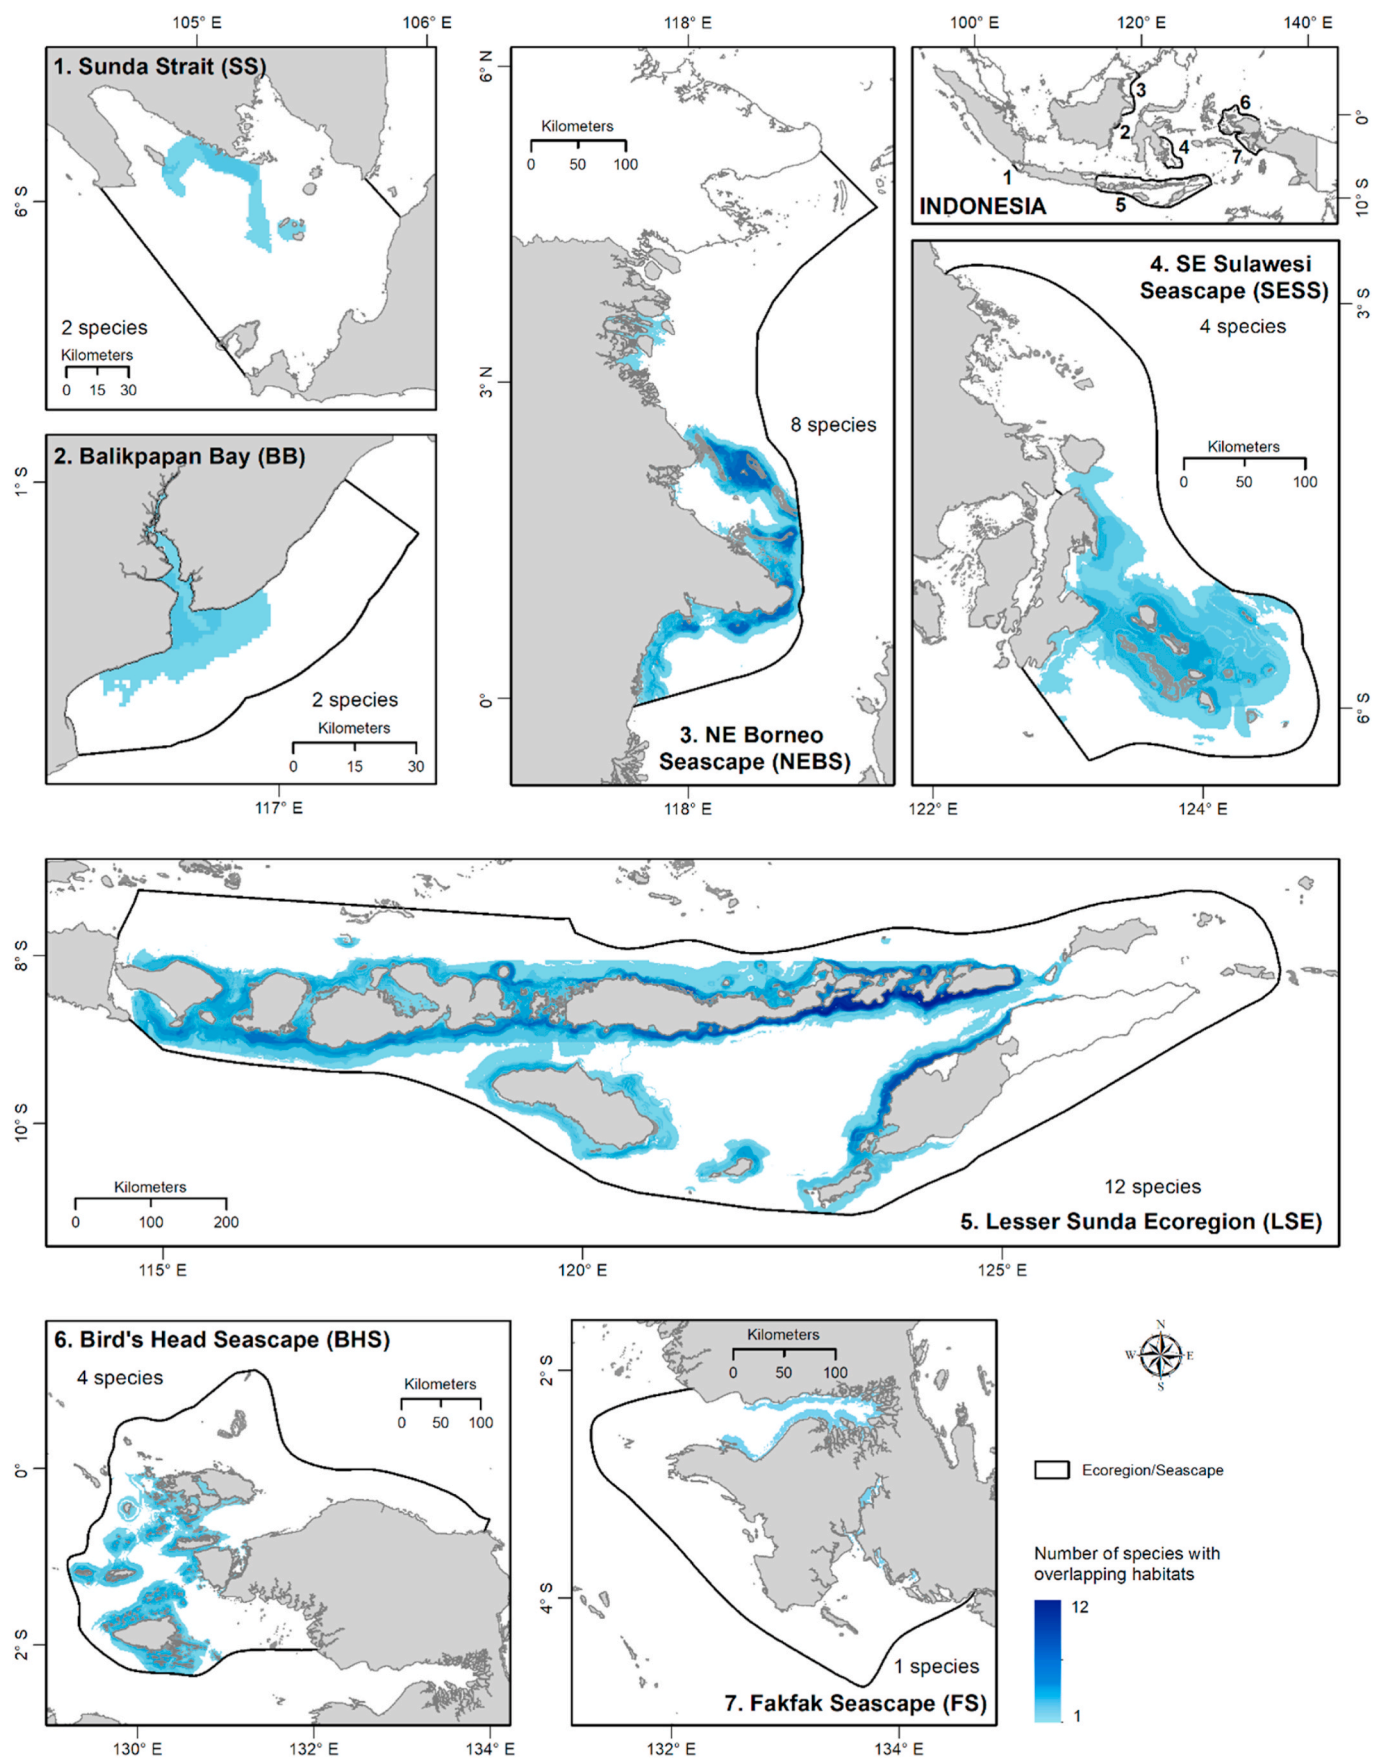 105° E
106° E
1. Sunda Strait (SS)
6° S
2 species
Kilometers
0 15 30
2. Balikpapan Bay (BB)
1° S
2 species
Kilometers
0 15 30
117° E
118° E
6° N
Kilometers
0 50 100
3° N
8 species
0°
3. NE Borneo
Seascape (NEBS)
118° E
100° E
120° E
140° E
0°
10° S
1
2
3
4
5
6
7
INDONESIA
4. SE Sulawesi
Seascape (SESS)
4 species
3° S
Kilometers
0 50 100
6° S
122° E
124° E
8° S
10° S
Kilometers
0 100 200
12 species
5. Lesser Sunda Ecoregion (LSE)
115° E
120° E
125° E
6. Bird's Head Seascape (BHS)
4 species
Kilometers
0 50 100
0°
2° S
130° E
132° E
134° E
Kilometers
0 50 100
2° S
4° S
1 species
7. Fakfak Seascape (FS)
132° E
134° E
N
W
E
S
Ecoregion/Seascape
Number of species with
overlapping habitats
12
1